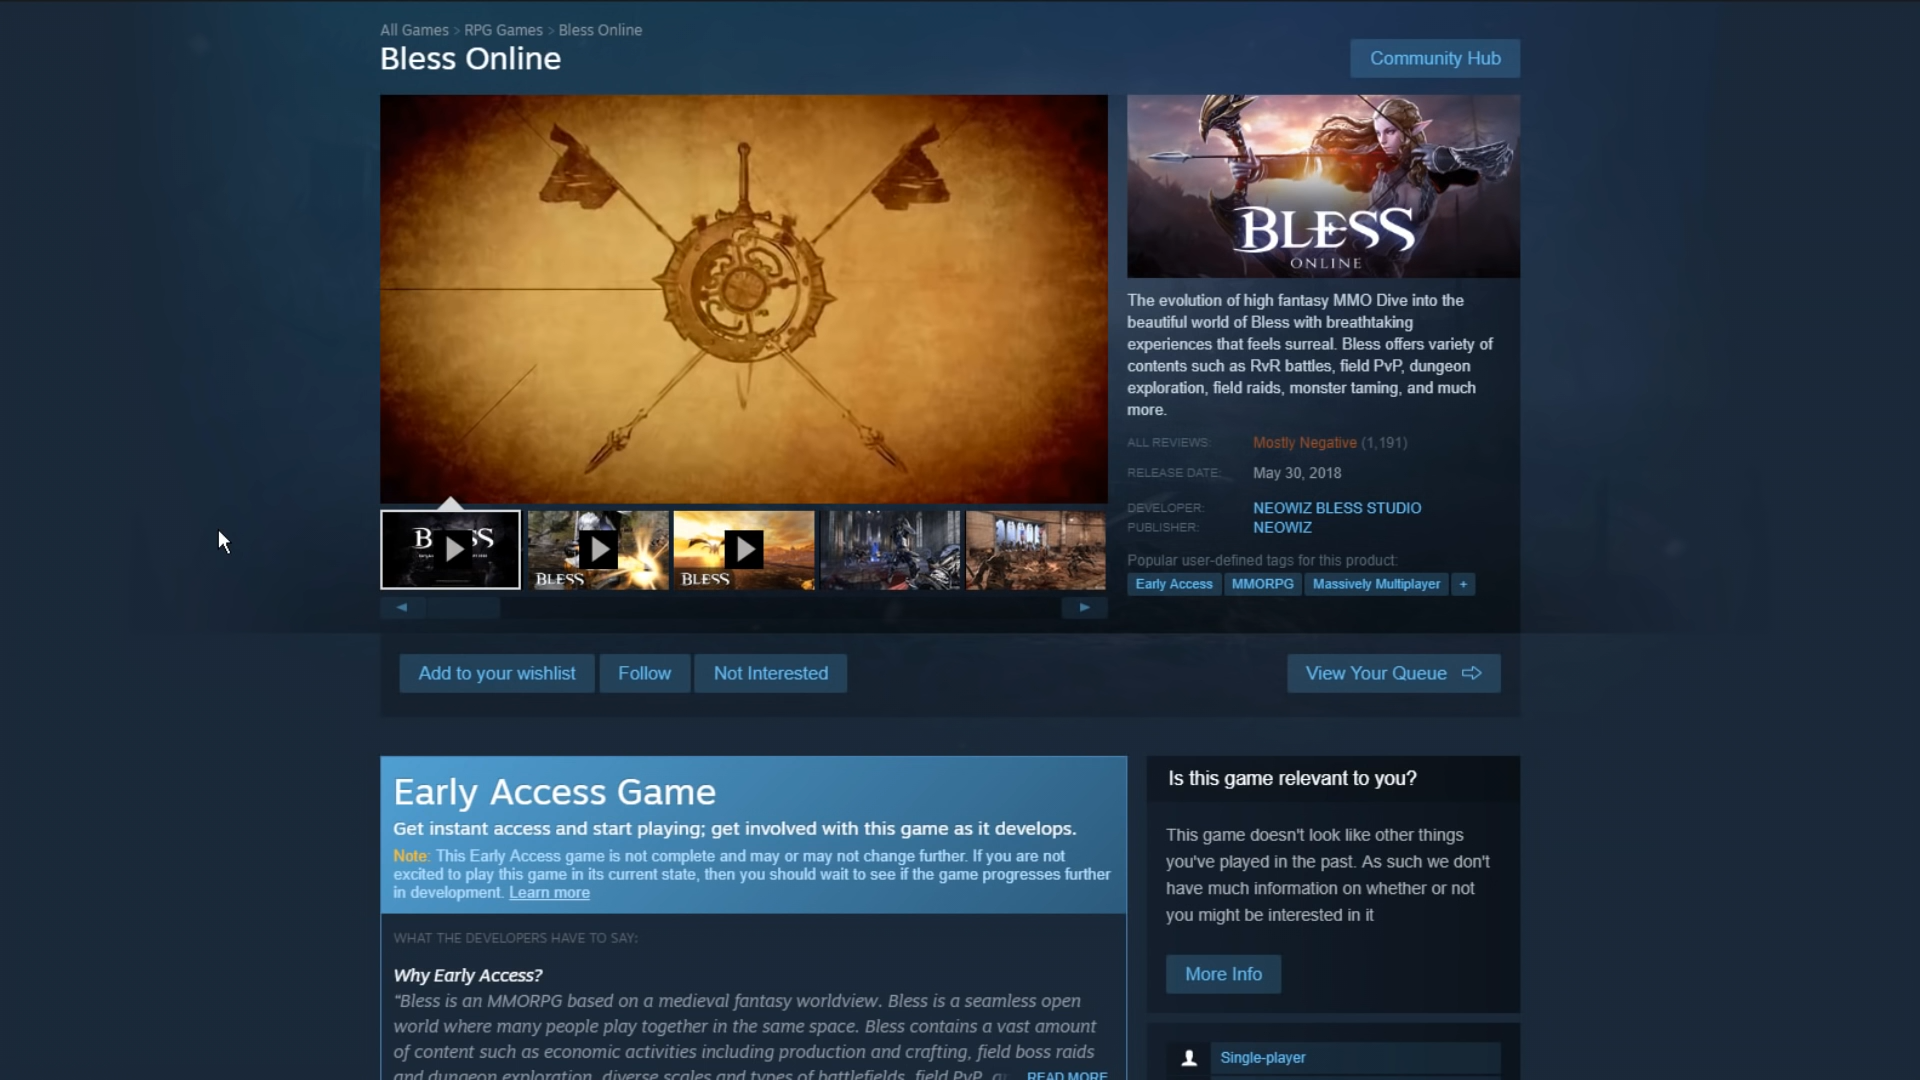 All Games > RPG Games > Bless Online
Bless Online
Community Hub
BLESS
ONLINE
The evolution of high fantasy MMO Dive into the
beautiful world of Bless with breathtaking
experiences that feels surreal. Bless offers variety of
contents such as RvR battles, field PvP, dungeon
exploration, field raids, monster taming, and much
more.
ALL REVIEWS: Mostly Negative (1,191)
RELEASE DATE: May 30, 2018
DEVELOPER: NEOWIZ BLESS STUDIO
PUBLISHER: NEOWIZ
Popular user-defined tags for this product:
Early Access MMORPG Massively Multiplayer +
BLESS
BLESS
Add to your wishlist Follow Not Interested View Your Queue
Early Access Game
Get instant access and start playing; get involved with this game as it develops.
Note: This Early Access game is not complete and may or may not change further. If you are not
excited to play this game in its current state, then you should wait to see if the game progresses further
in development. Learn more
WHAT THE DEVELOPERS HAVE TO SAY:
Why Early Access?
“Bless is an MMORPG based on a medieval fantasy worldview. Bless is a seamless open
world where many people play together in the same space. Bless contains a vast amount
of content such as economic activities including production and crafting, field boss raids
and dungeon exploration, diverse scales and types of battlefields, field PvP, READ MORE
Is this game relevant to you?
This game doesn't look like other things
you've played in the past. As such we don't
have much information on whether or not
you might be interested in it
More Info
Single-player